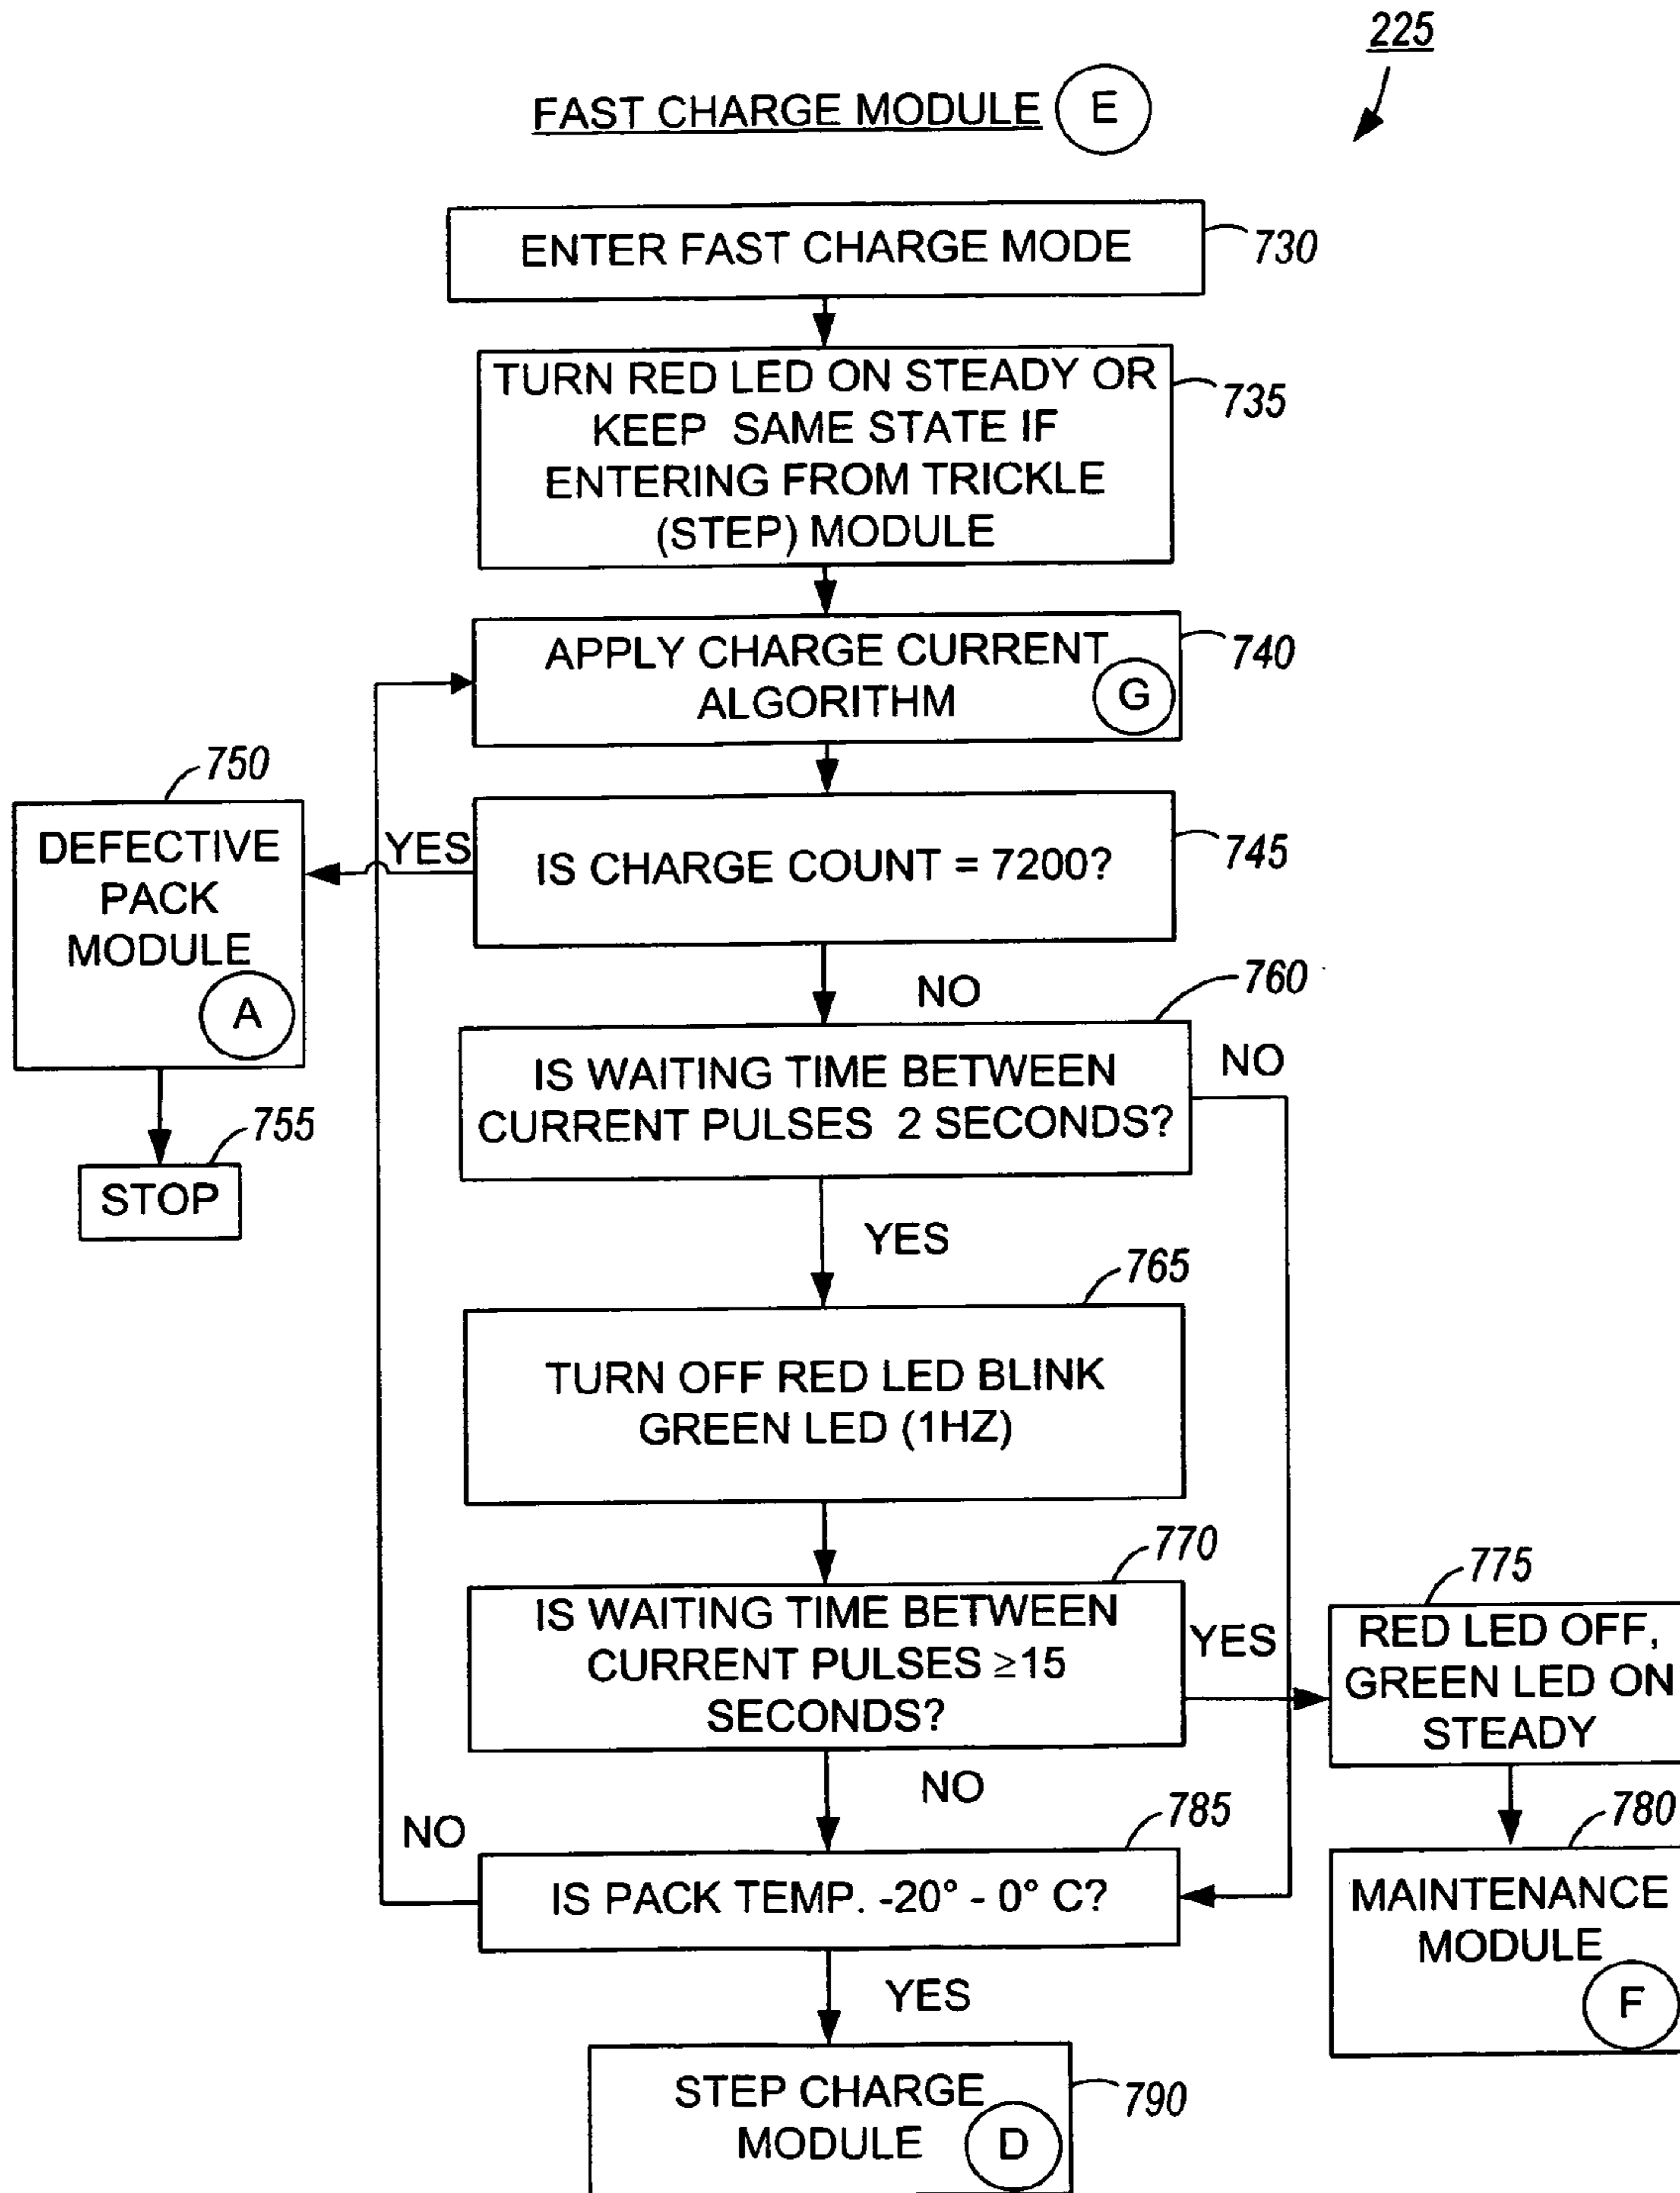 225
FAST CHARGE MODULE E
ENTER FAST CHARGE MODE
730
TURN RED LED ON STEADY OR
KEEP SAME STATE IF
ENTERING FROM TRICKLE
(STEP) MODULE
735
APPLY CHARGE CURRENT
ALGORITHM
G
740
IS CHARGE COUNT = 7200?
745
YES
750
DEFECTIVE
PACK
MODULE
A
755
STOP
NO
760
IS WAITING TIME BETWEEN
CURRENT PULSES 2 SECONDS?
NO
YES
765
TURN OFF RED LED BLINK
GREEN LED (1HZ)
770
IS WAITING TIME BETWEEN
CURRENT PULSES ≥15
SECONDS?
YES
775
RED LED OFF,
GREEN LED ON
STEADY
780
MAINTENANCE
MODULE
F
NO
785
IS PACK TEMP. -20° - 0° C?
NO
YES
STEP CHARGE
MODULE
D
790